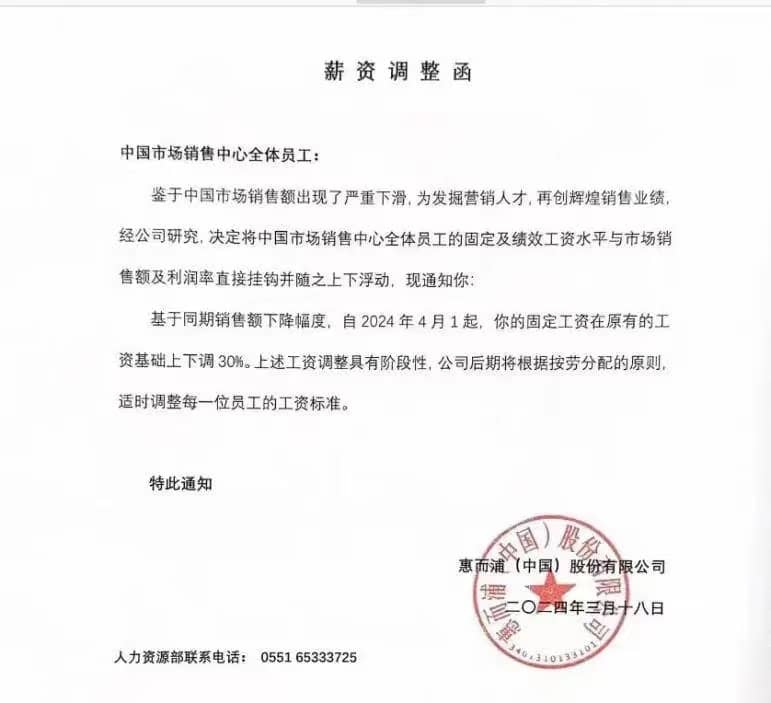 薪资调整函
中国市场销售中心全体员工：
鉴于中国市场销售额出现了严重下滑，为发掘营销人才，再创辉煌销售业绩，
经公司研究，决定将中国市场销售中心全体员工的固定及绩效工资水平与市场销
售额及利润率直接挂钩并随之上下浮动，现通知你：
基于同期销售额下降幅度，自 2024 年 4 月 1 起，你的固定工资在原有的工
资基础上下调 30%。上述工资调整具有阶段性，公司后期将根据按劳分配的原则，
适时调整每一位员工的工资标准。
特此通知
惠而浦（中国）股份有限公司
二〇二四年三月十八日
惠而浦（中国）股份有限公司
人力资源部联系电话： 0551 65333725